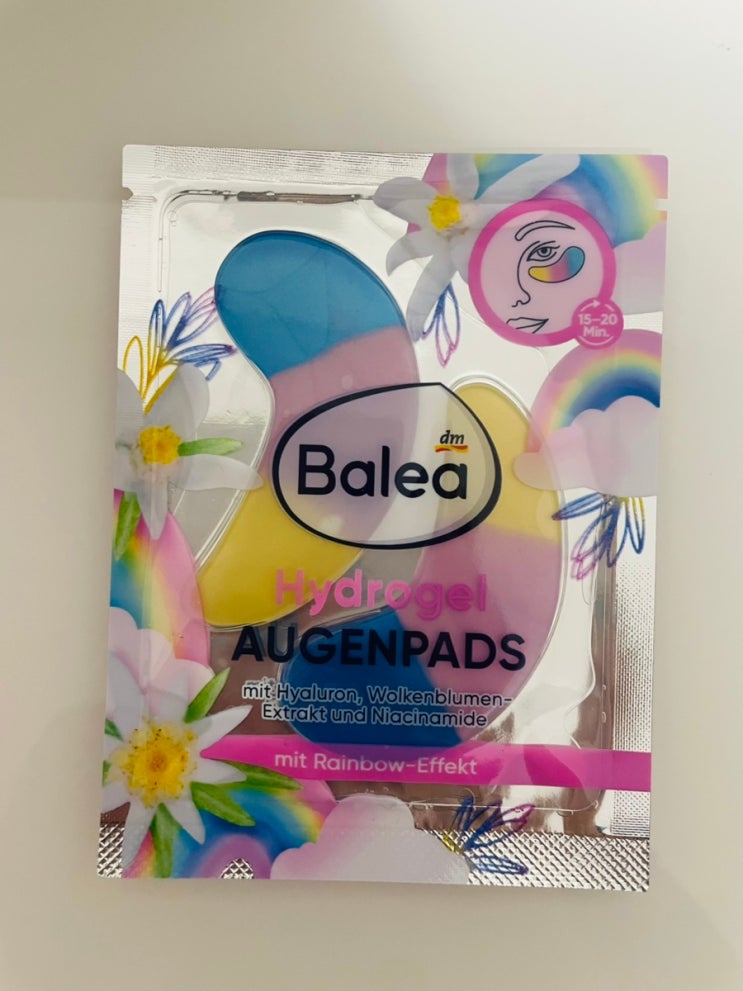 15–20
Min.
dm
Balea
Hydrogel
AUGENPADS
mit Hyaluron, Wolkenblumen-
Extrakt und Niacinamide
mit Rainbow-Effekt